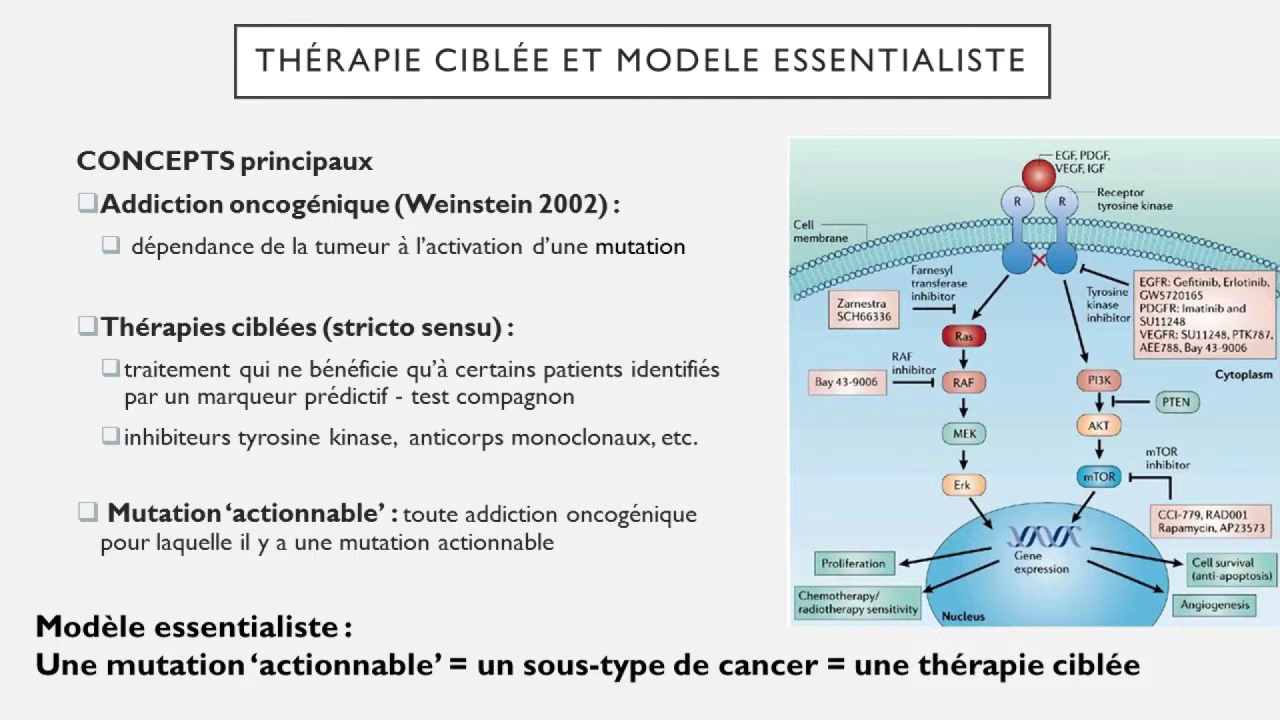 THÉRAPIE CIBLÉE ET MODELE ESSENTIALISTE
CONCEPTS principaux
Addiction oncogénique (Weinstein 2002) :
dépendance de la tumeur à l’activation d’une mutation
Thérapies ciblées (stricto sensu) :
traitement qui ne bénéficie qu’à certains patients identifiés
par un marqueur prédictif - test compagnon
inhibiteurs tyrosine kinase, anticorps monoclonaux, etc.
Mutation ‘actionnable’ : toute addiction oncogénique
pour laquelle il y a une mutation actionnable
Modèle essentialiste :
Une mutation ‘actionnable’ = un sous-type de cancer = une thérapie ciblée
EGF, PDGF,
VEGF, IGF
R
R
Receptor
tyrosine kinase
Cell
membrane
Farnesyl
transferase
inhibitor
Zarnestra
SCH66336
Tyrosine
kinase
inhibitor
EGFR: Gefitinib, Erlotinib,
GW5720165
PDGFR: Imatinib and
SU11248
VEGFR: SU11248, PTK787,
AEE788, Bay 43-9006
Ras
RAF
inhibitor
Bay 43-9006
RAF
Cytoplasm
PI3K
PTEN
AKT
MEK
mTOR
inhibitor
mTOR
Erk
CCI-779, RAD001
Rapamycin, AP23573
Gene
expression
Proliferation
Cell survival
(anti-apoptosis)
Chemotherapy/
radiotherapy sensitivity
Angiogenesis
Nucleus